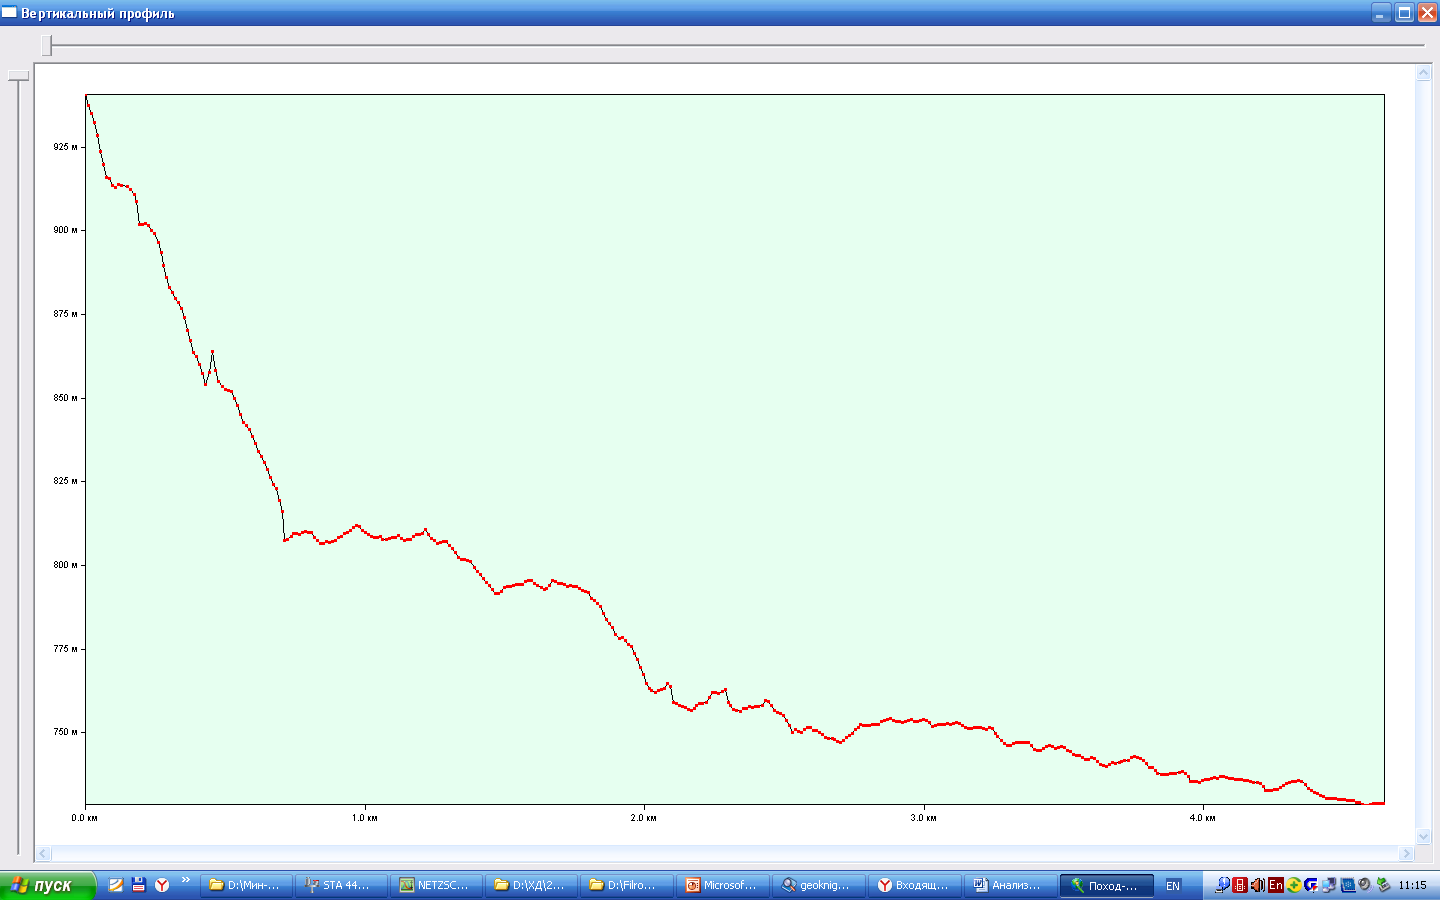 Вертикальный профиль
925 м
900 м
875 м
850 м
825 м
800 м
775 м
750 м
0.0 км 1.0 км 2.0 км 3.0 км 4.0 км
пуск » D:\Мин-... STA 44... NETZSC... D:\ХД\2... D:\Filro... Microsof... geoknig... Входящ... Анализ... Поход-... EN En 11:15